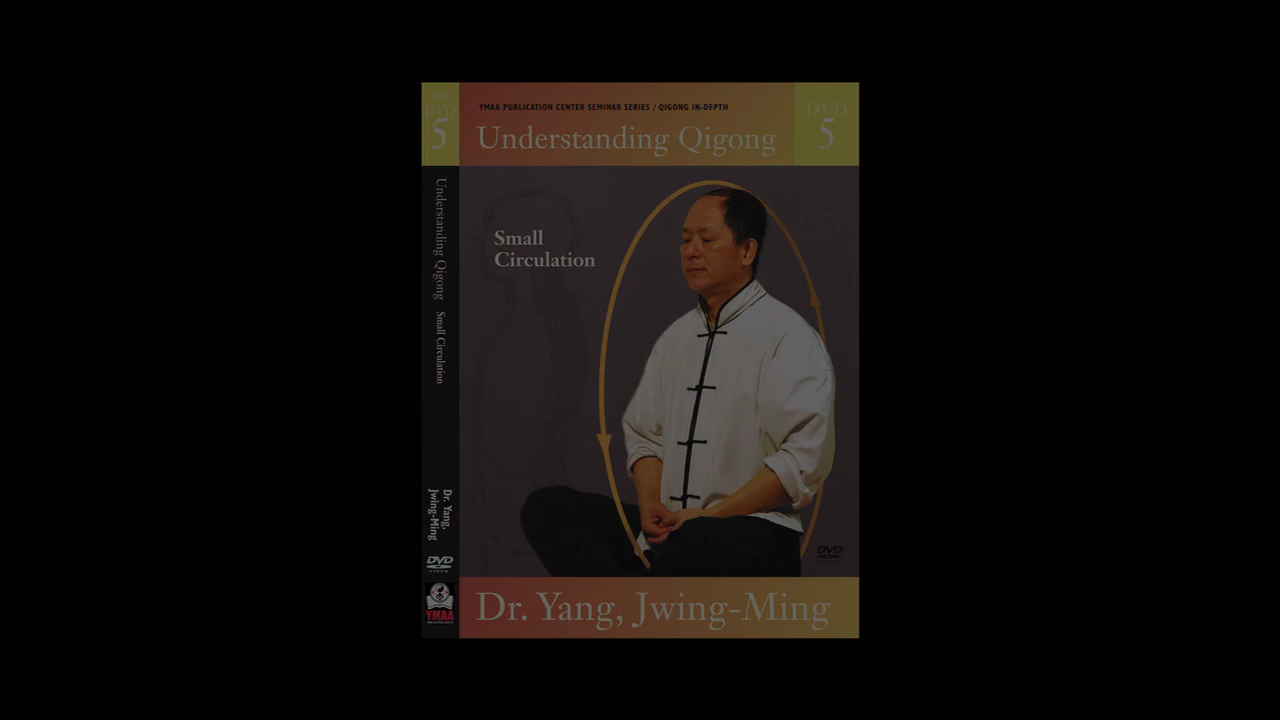 DVD
5
Understanding Qigong Small Circulation
Dr. Yang,
Jwing-Ming
DVD
VIDEO
YMAA
YMAA PUBLICATION CENTER SEMINAR SERIES / QIGONG IN-DEPTH
Understanding Qigong
DVD
5
Small
Circulation
DVD
Dr. Yang, Jwing-Ming